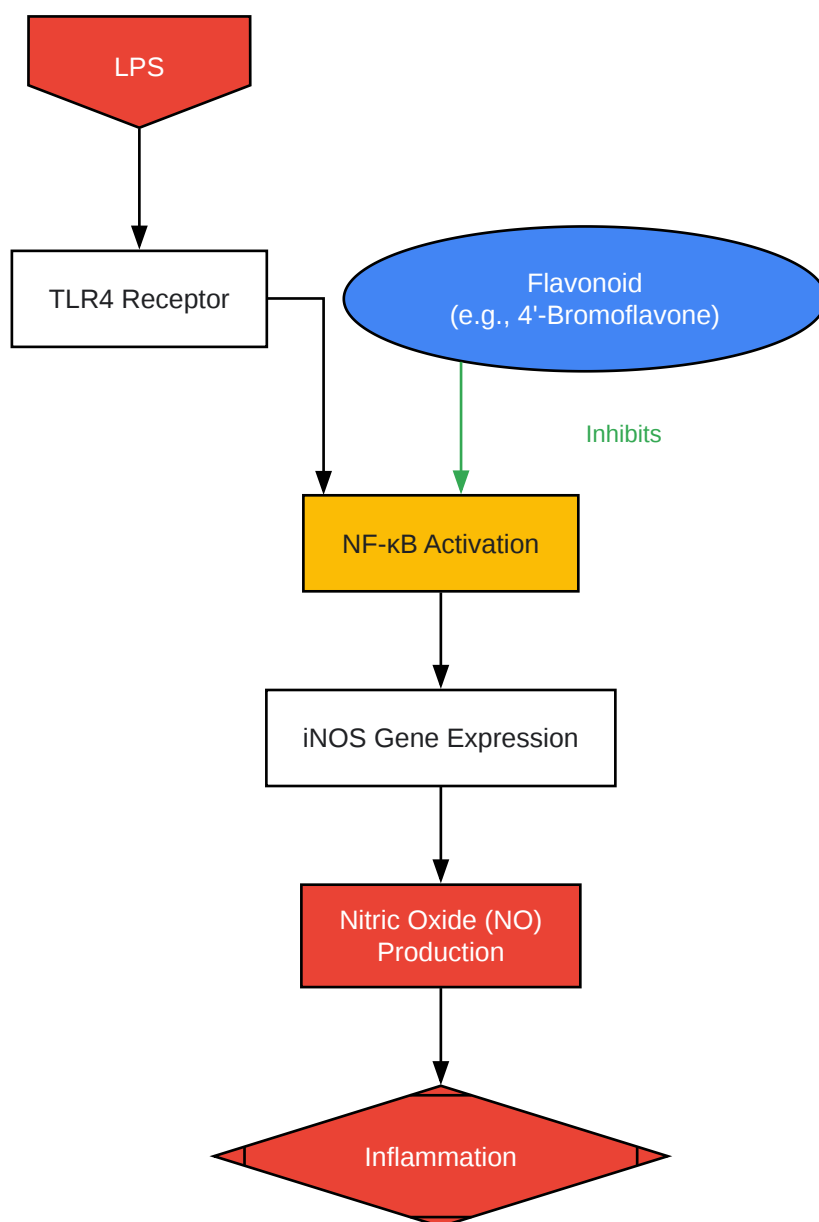 LPS
TLR4 Receptor
Flavonoid
(e.g., 4'-Bromoflavone)
Inhibits
NF-κB Activation
iNOS Gene Expression
Nitric Oxide (NO)
Production
Inflammation